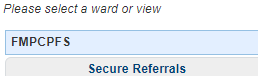 Please select a ward or view
FMPCPFS
Secure Referrals